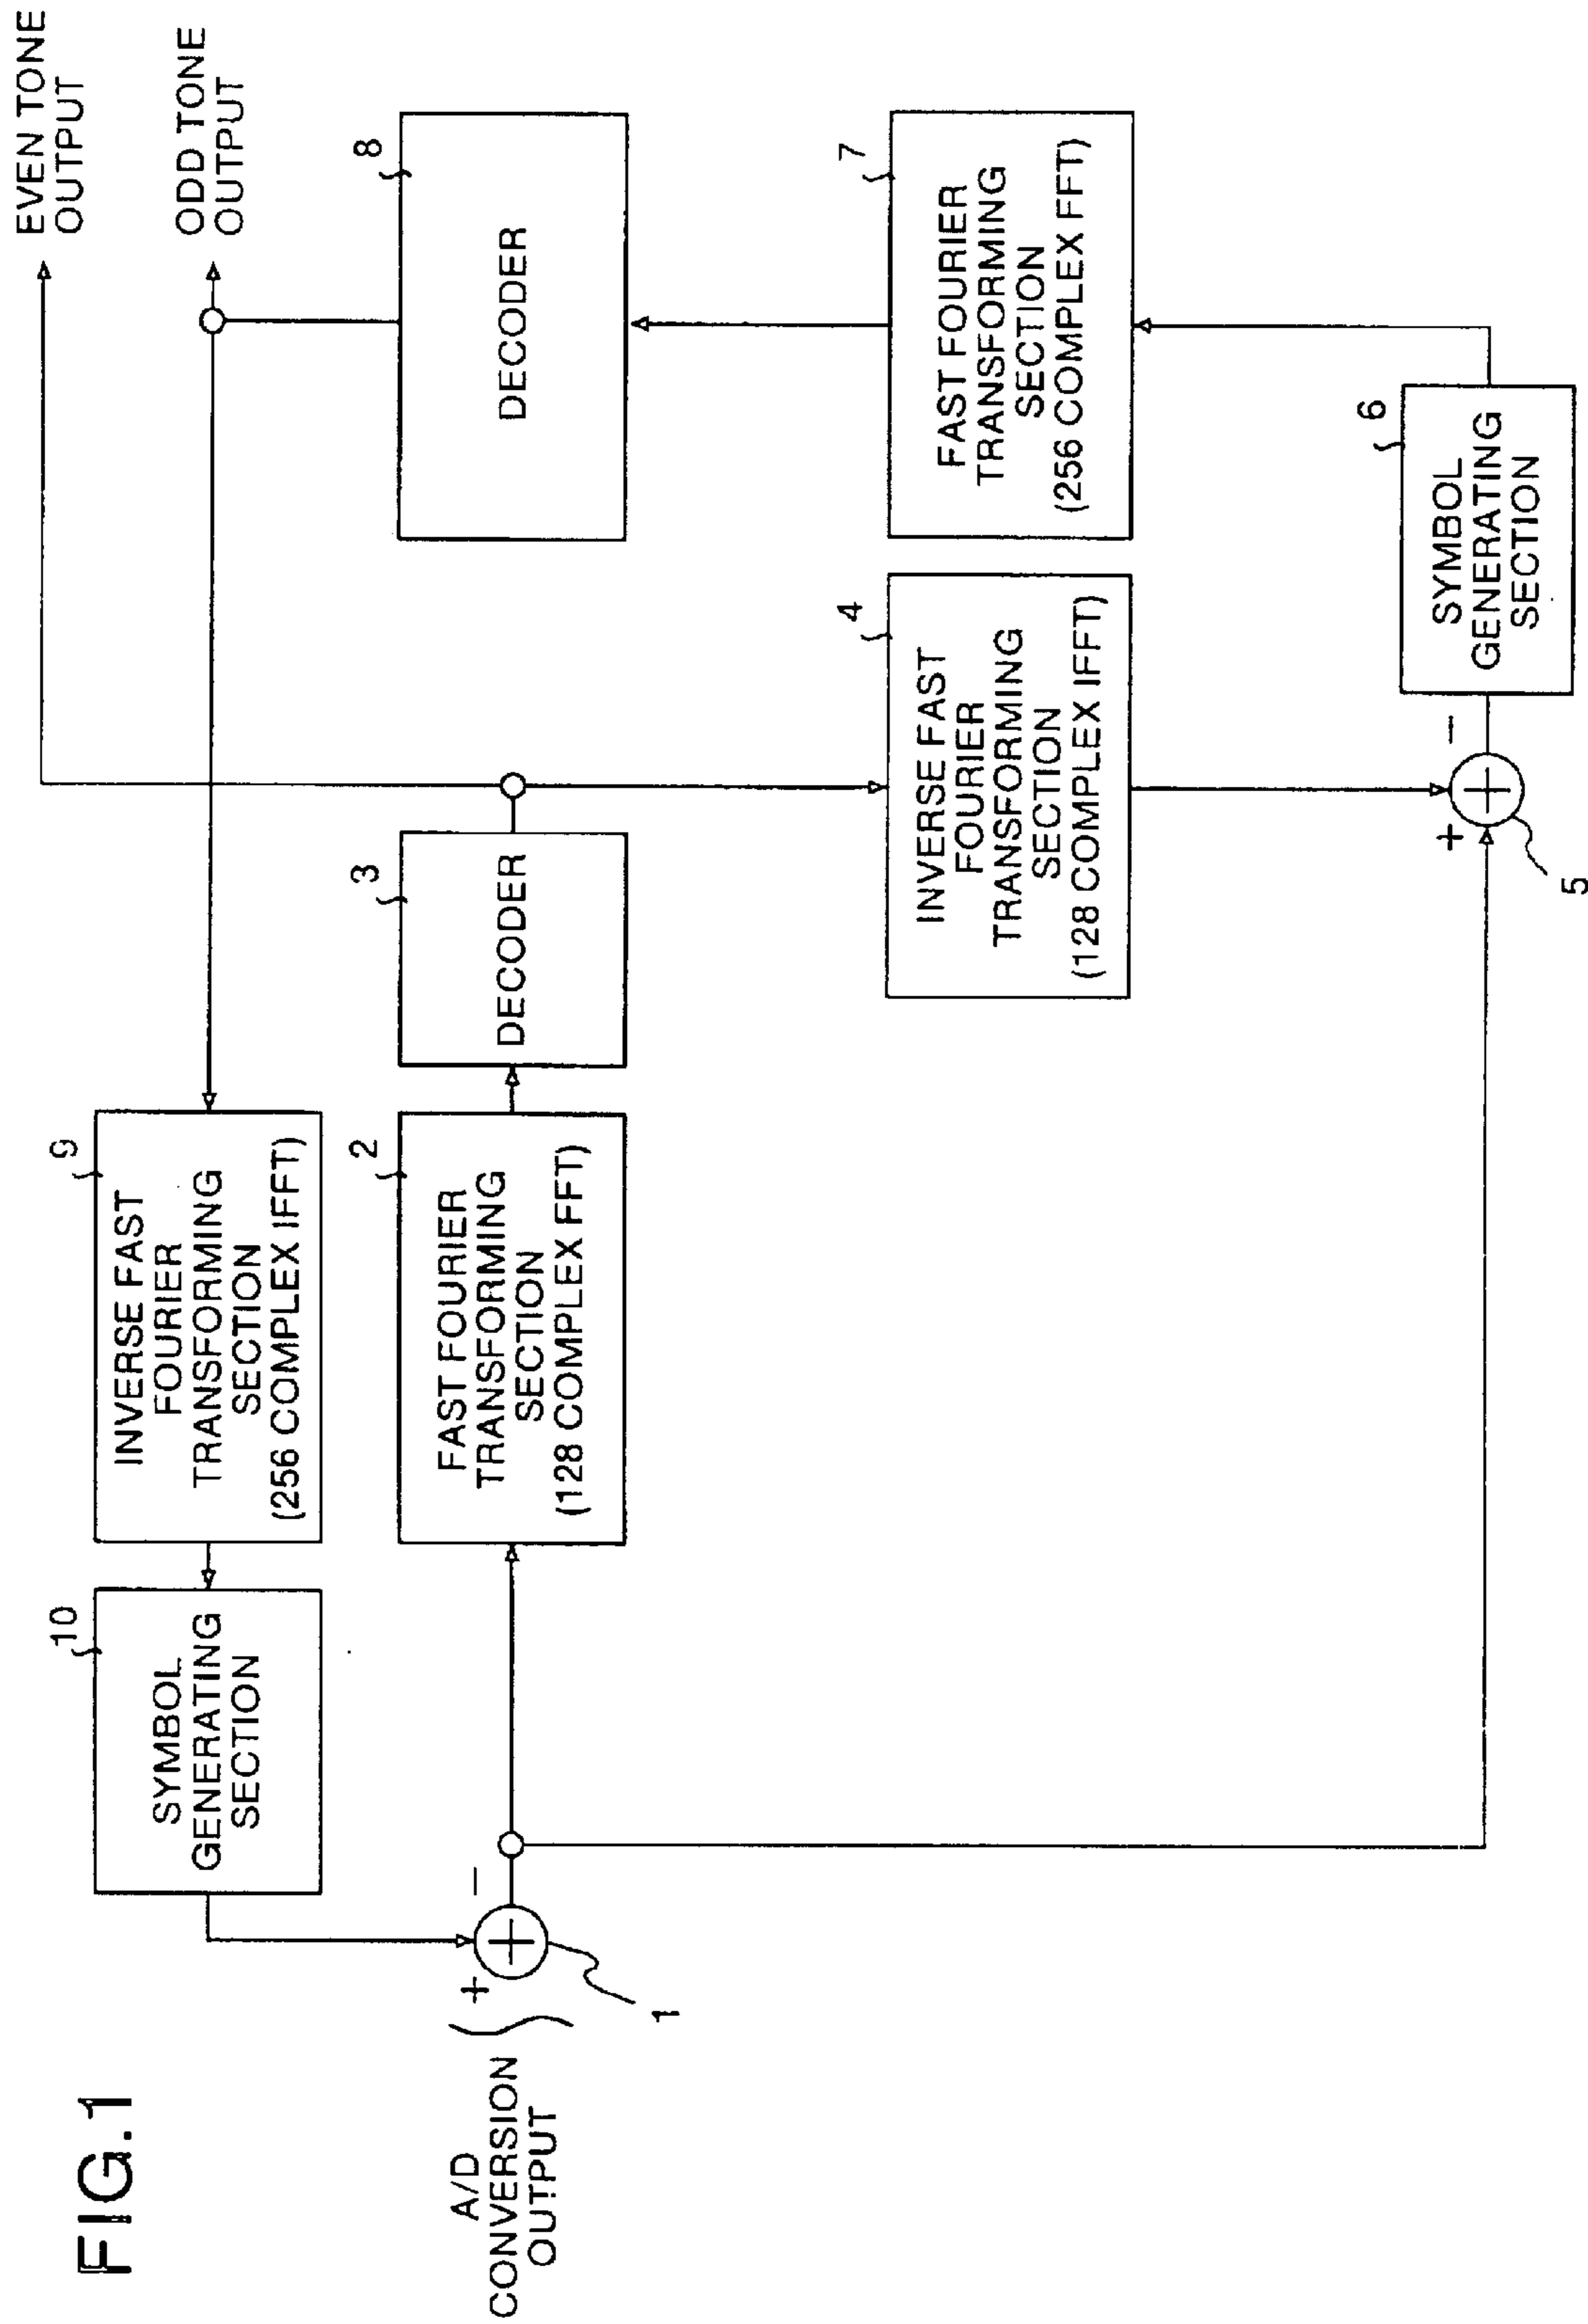 FIG.1
EVEN TONE
OUTPUT
ODD TONE
OUTPUT
10
SYMBOL
GENERATING
SECTION
9
INVERSE FAST
FOURIER
TRANSFORMING
SECTION
(256 COMPLEX IFFT)
A/D
CONVERSION
OUTPUT
+
−
1
2
FAST FOURIER
TRANSFORMING
SECTION
(128 COMPLEX FFT)
3
DECODER
8
DECODER
4
INVERSE FAST
FOURIER
TRANSFORMING
SECTION
(128 COMPLEX IFFT)
7
FAST FOURIER
TRANSFORMING
SECTION
(256 COMPLEX FFT)
+
−
5
6
SYMBOL
GENERATING
SECTION